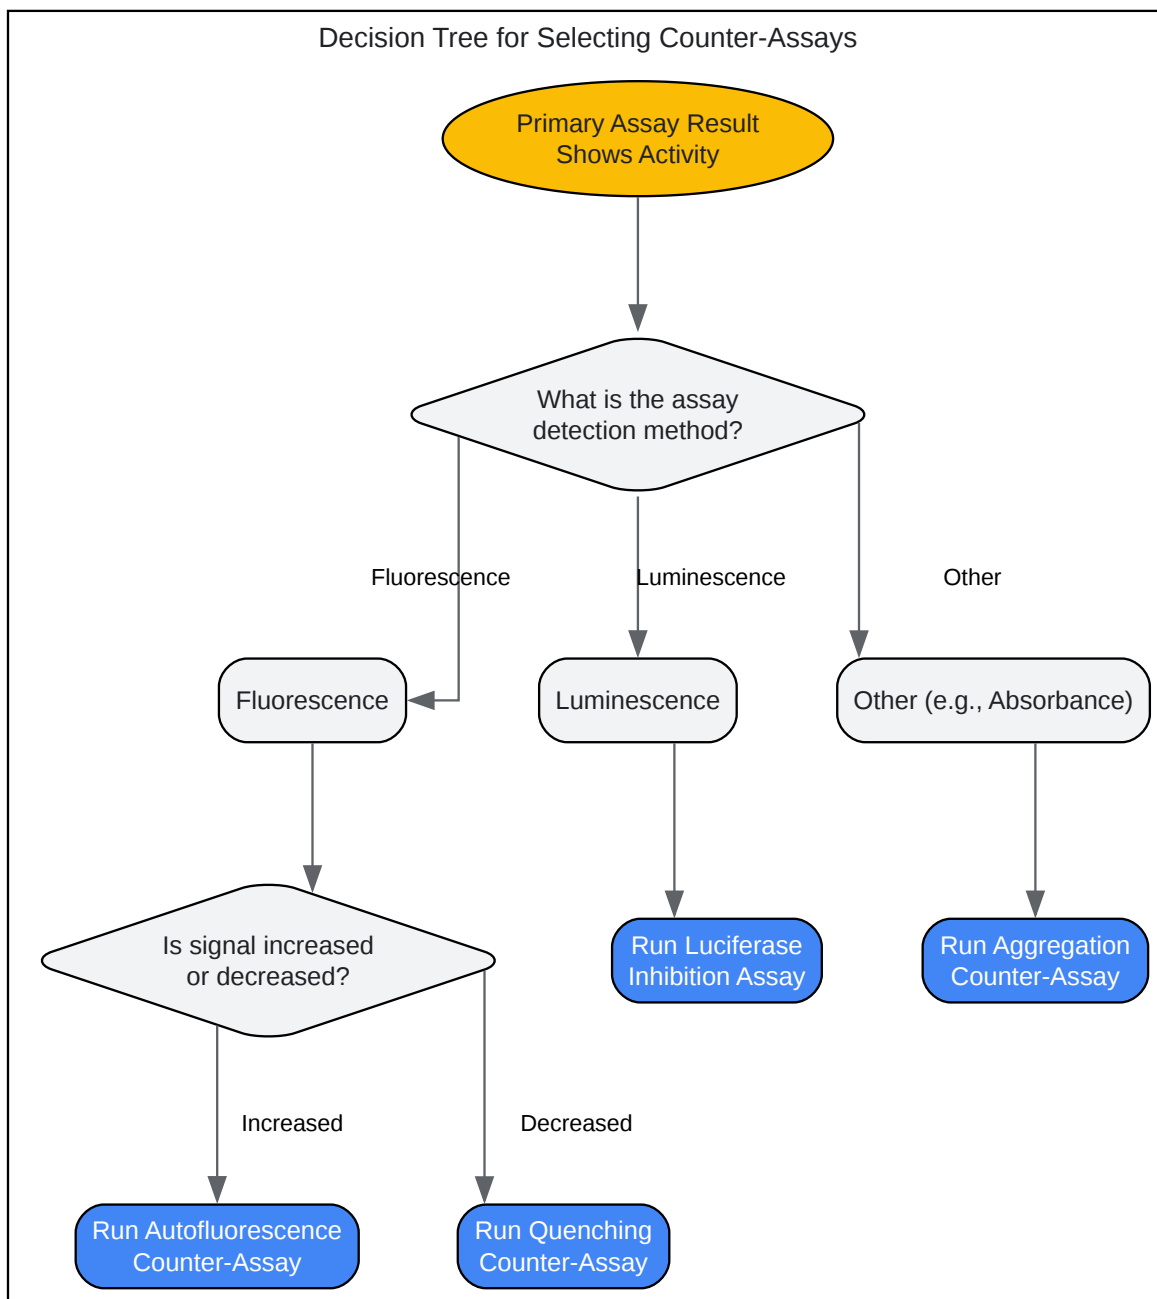 Decision Tree for Selecting Counter-Assays
Primary Assay Result
Shows Activity
What is the assay
detection method?
Fluorescence
Luminescence
Other
Fluorescence
Luminescence
Other (e.g., Absorbance)
Is signal increased
or decreased?
Run Luciferase
Inhibition Assay
Run Aggregation
Counter-Assay
Increased
Decreased
Run Autofluorescence
Counter-Assay
Run Quenching
Counter-Assay